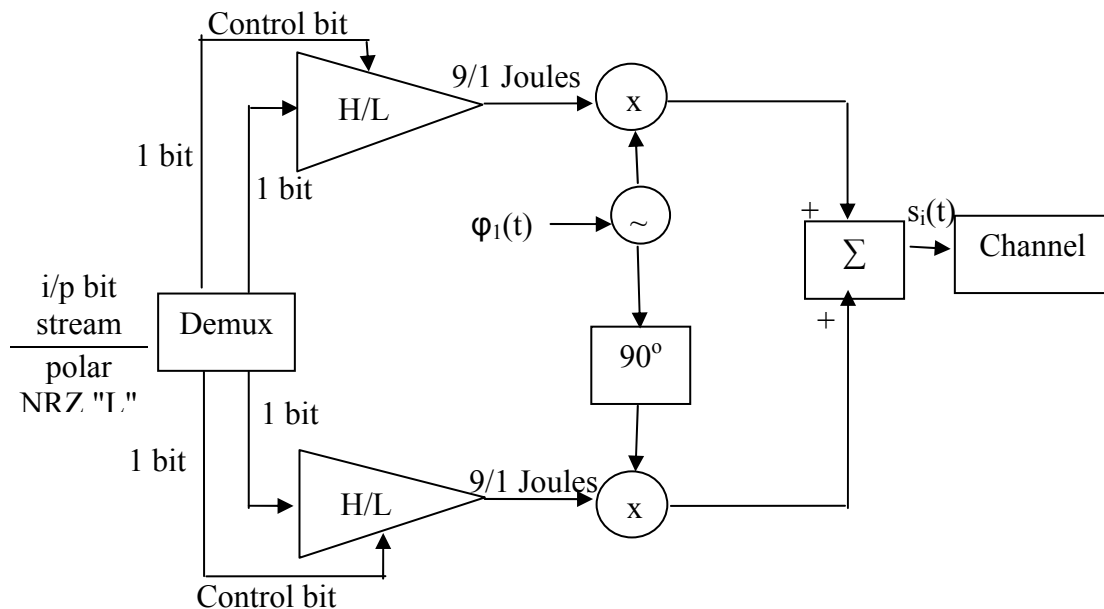 Control bit
9/1 Joules
H/L
x
1 bit
1 bit
φ₁(t)
~
+
sᵢ(t)
∑
Channel
+
i/p bit
stream
polar
NRZ "L"
Demux
90º
1 bit
1 bit
9/1 Joules
H/L
x
Control bit